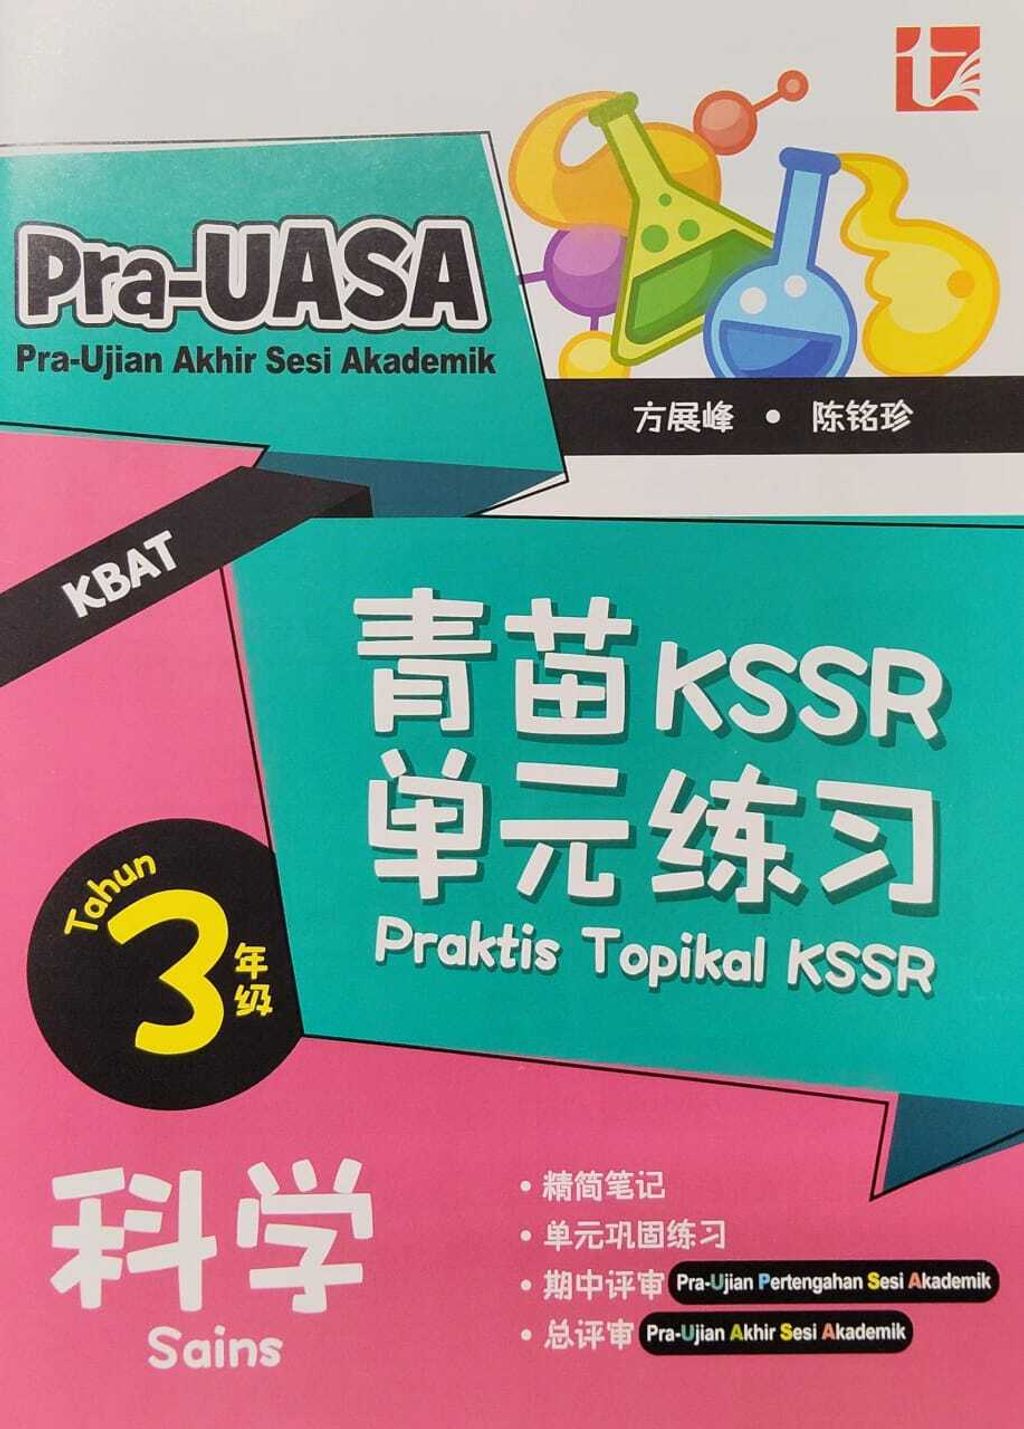 Pra-UASA
Pra-Ujian Akhir Sesi Akademik
方展峰 • 陈铭珍
KBAT
青苗KSSR
单元练习
Praktis Topikal KSSR
Tahun
3
年级
科学
Sains
• 精简笔记
• 单元巩固练习
• 期中评审 Pra-Ujian Pertengahan Sesi Akademik
• 总评审 Pra-Ujian Akhir Sesi Akademik